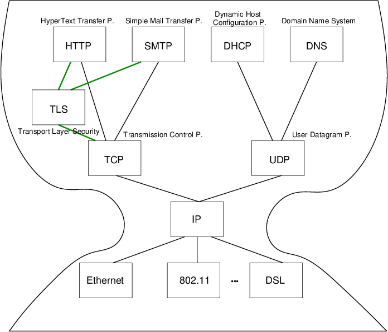 HyperText Transfer P.
Simple Mail Transfer P.
Dynamic Host
Configuration P.
Domain Name System
HTTP
SMTP
DHCP
DNS
TLS
Transport Layer Security
Transmission Control P.
User Datagram P.
TCP
UDP
IP
Ethernet
802.11
...
DSL